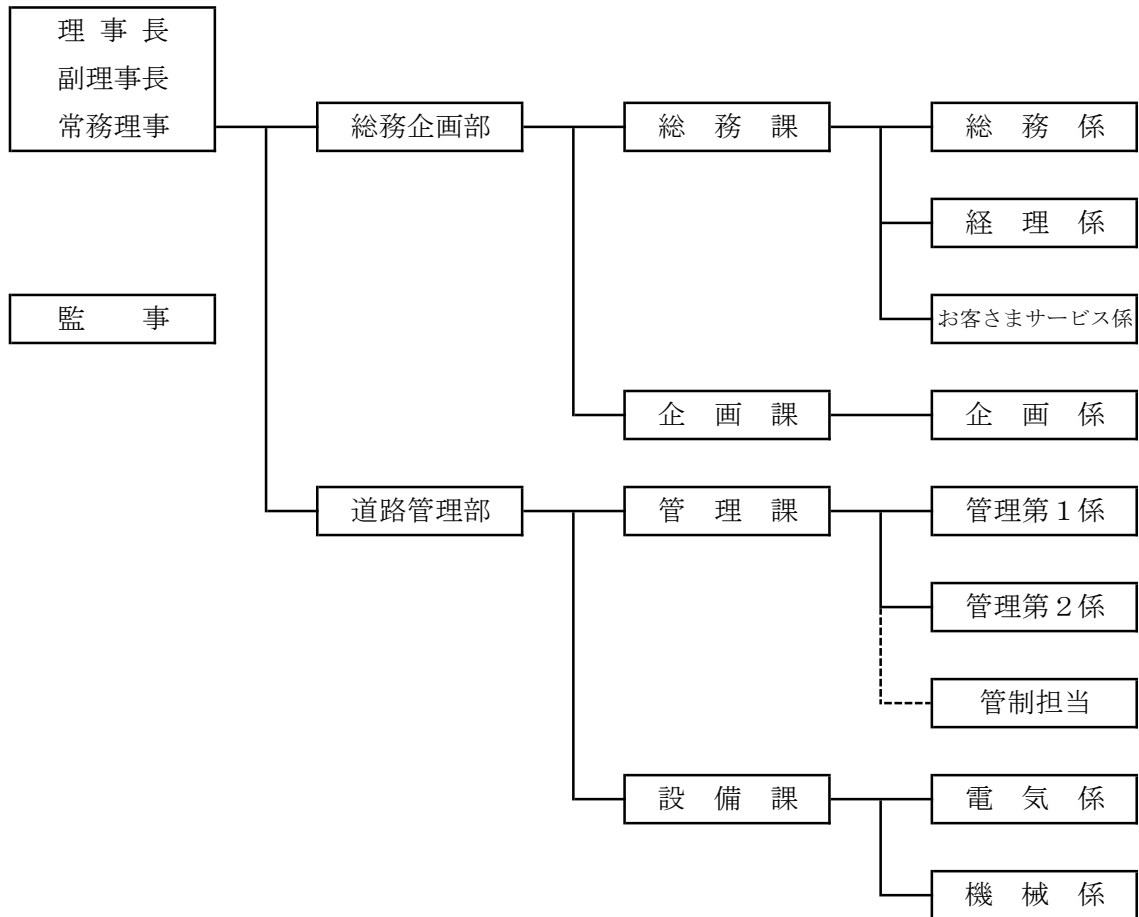 理 事 長
副理事長
常務理事
総務企画部
総 務 課
総 務 係
経 理 係
監 事
お客さまサービス係
企 画 課
企 画 係
道路管理部
管 理 課
管理第１係
管理第２係
管制担当
設 備 課
電 気 係
機 械 係